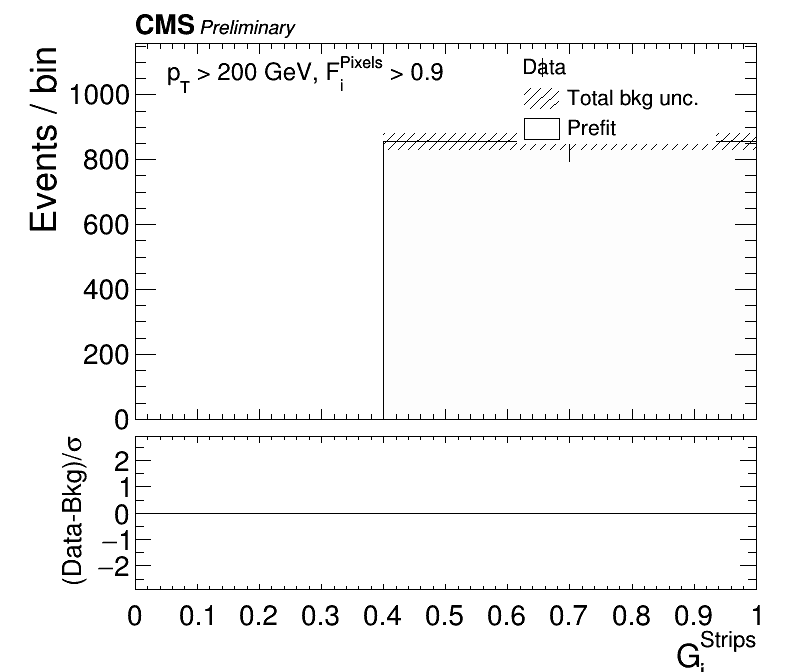 CMS Preliminary
Events / bin
p_T > 200 GeV, F_i^Pixels > 0.9
Data
Total bkg unc.
Prefit
1000
800
600
400
200
0
(Data-Bkg)/σ
2
1
0
−1
−2
0 0.1 0.2 0.3 0.4 0.5 0.6 0.7 0.8 0.9 1
G_i^Strips